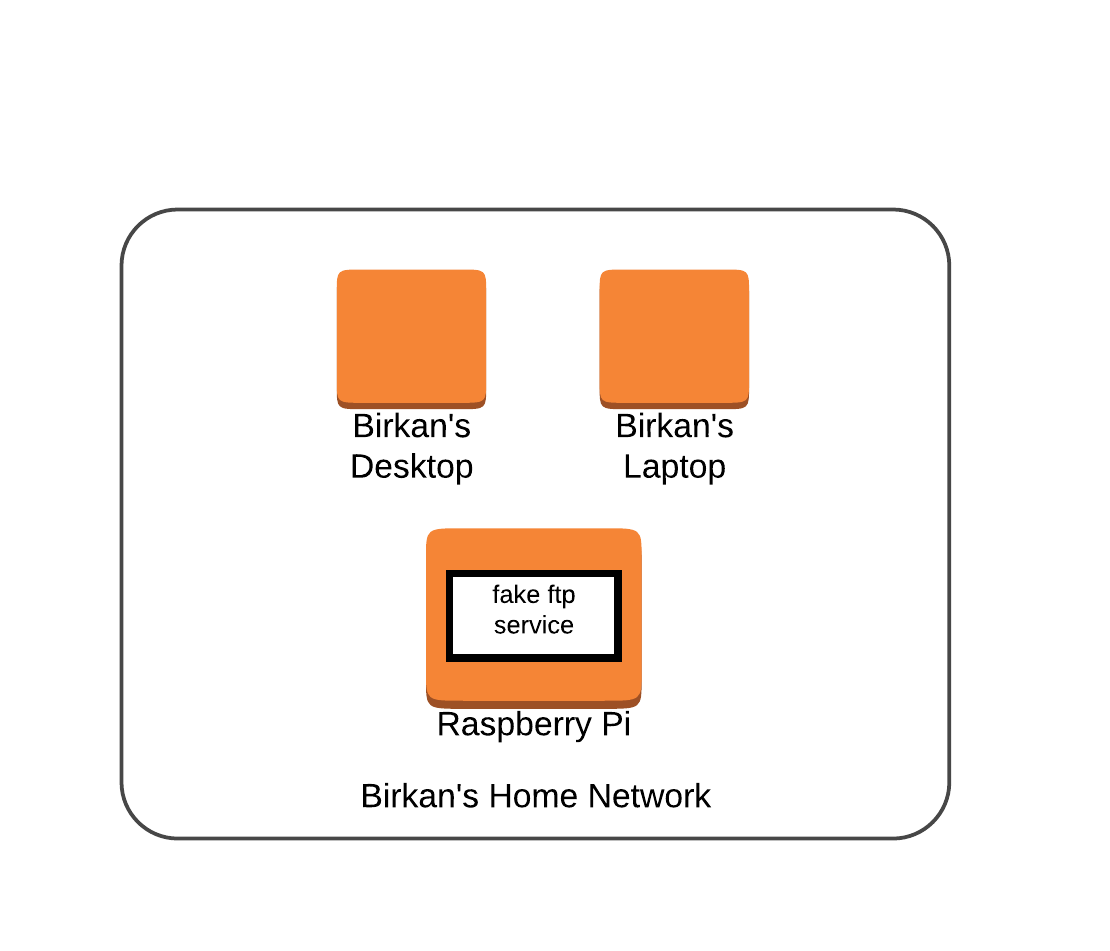 Birkan's
Desktop
Birkan's
Laptop
fake ftp
service
Raspberry Pi
Birkan's Home Network